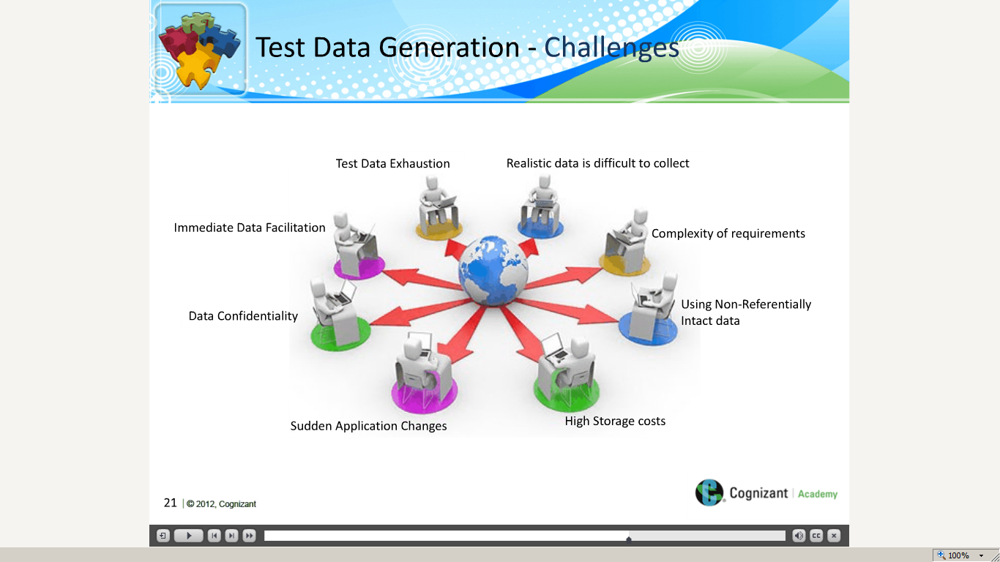 Test Data Generation - Challenges
Test Data Exhaustion
Realistic data is difficult to collect
Immediate Data Facilitation
Complexity of requirements
Data Confidentiality
Using Non-Referentially
Intact data
Sudden Application Changes
High Storage costs
21 | © 2012, Cognizant
Cognizant | Academy
CC
100%